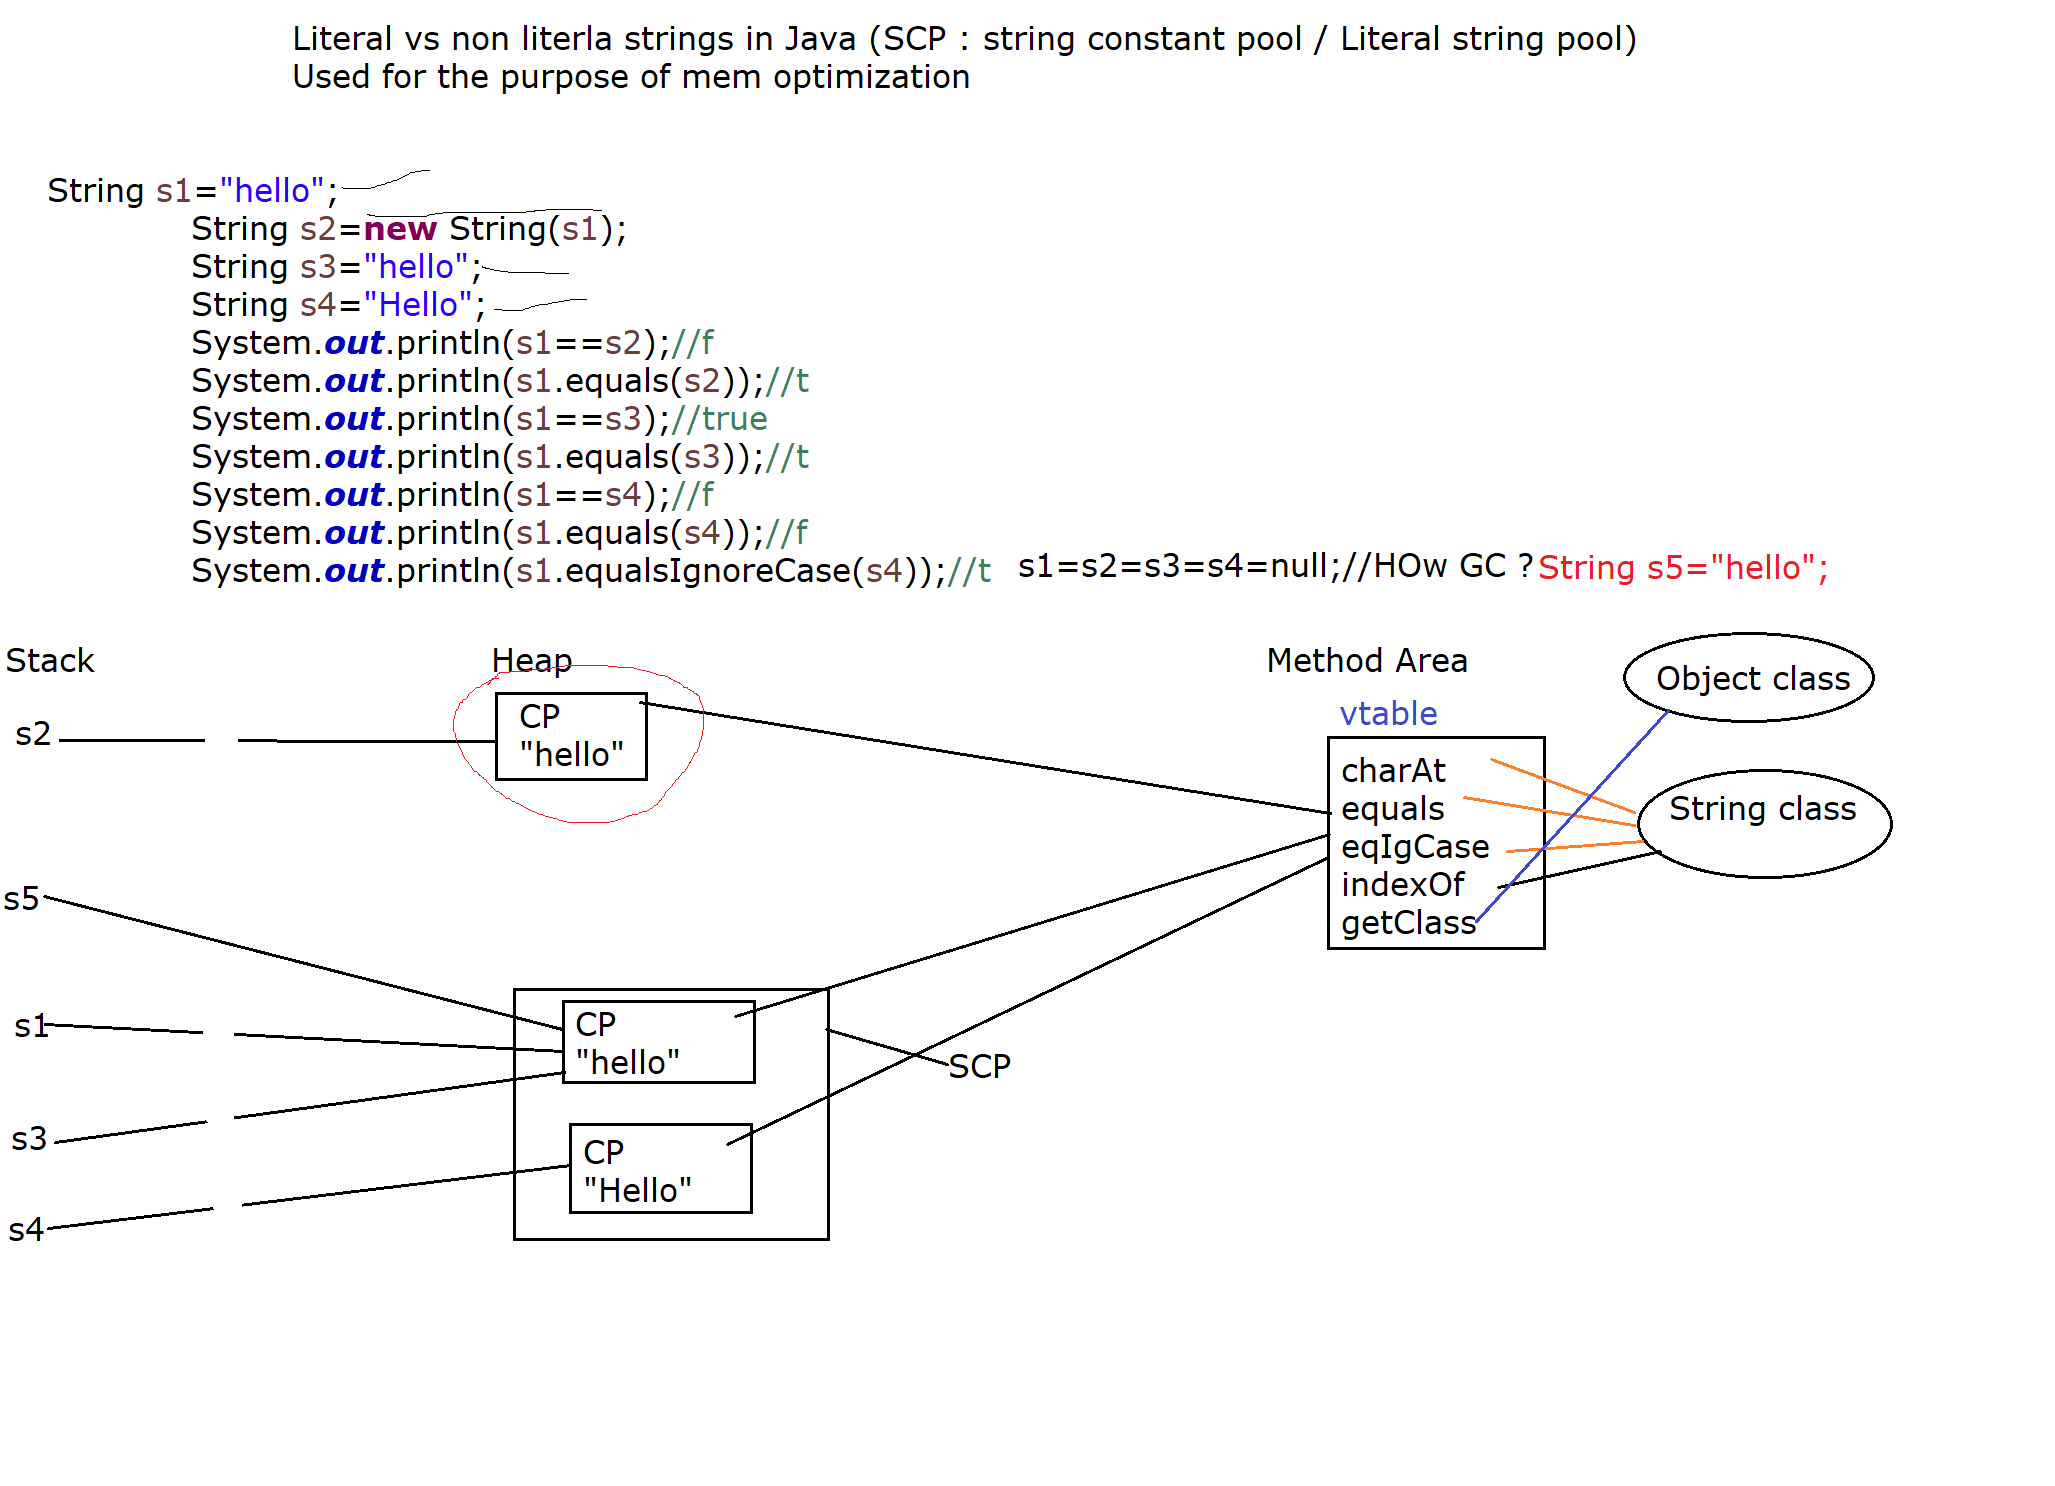 Literal vs non literla strings in Java (SCP : string constant pool / Literal string pool)
Used for the purpose of mem optimization
String s1="hello";
String s2=new String(s1);
String s3="hello";
String s4="Hello";
System.out.println(s1==s2);//f
System.out.println(s1.equals(s2));//t
System.out.println(s1==s3);//true
System.out.println(s1.equals(s3));//t
System.out.println(s1==s4);//f
System.out.println(s1.equals(s4));//f
System.out.println(s1.equalsIgnoreCase(s4));//t
s1=s2=s3=s4=null;//HOw GC ?
String s5="hello";
Stack
Heap
Method Area
Object class
vtable
s2
CP
"hello"
charAt
equals
eqIgCase
indexOf
getClass
String class
s5
s1
CP
"hello"
SCP
s3
CP
"Hello"
s4